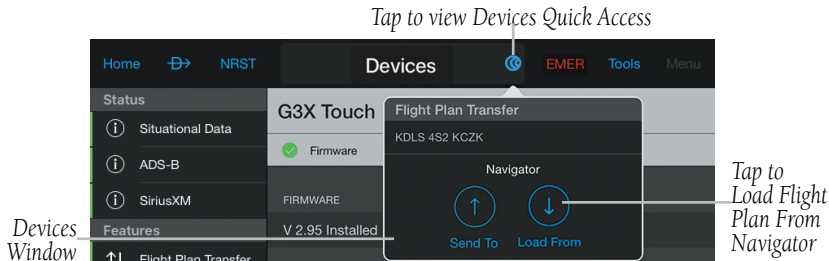 Tap to view Devices Quick Access
Home
NRST
Devices
EMER
Tools
Menu
Status
Situational Data
ADS-B
SiriusXM
Features
Flight Plan Transfer
G3X Touch
Firmware
FIRMWARE
V 2.95 Installed
Flight Plan Transfer
KDLS 4S2 KCZK
Navigator
Send To
Load From
Tap to
Load Flight
Plan From
Navigator
Devices
Window